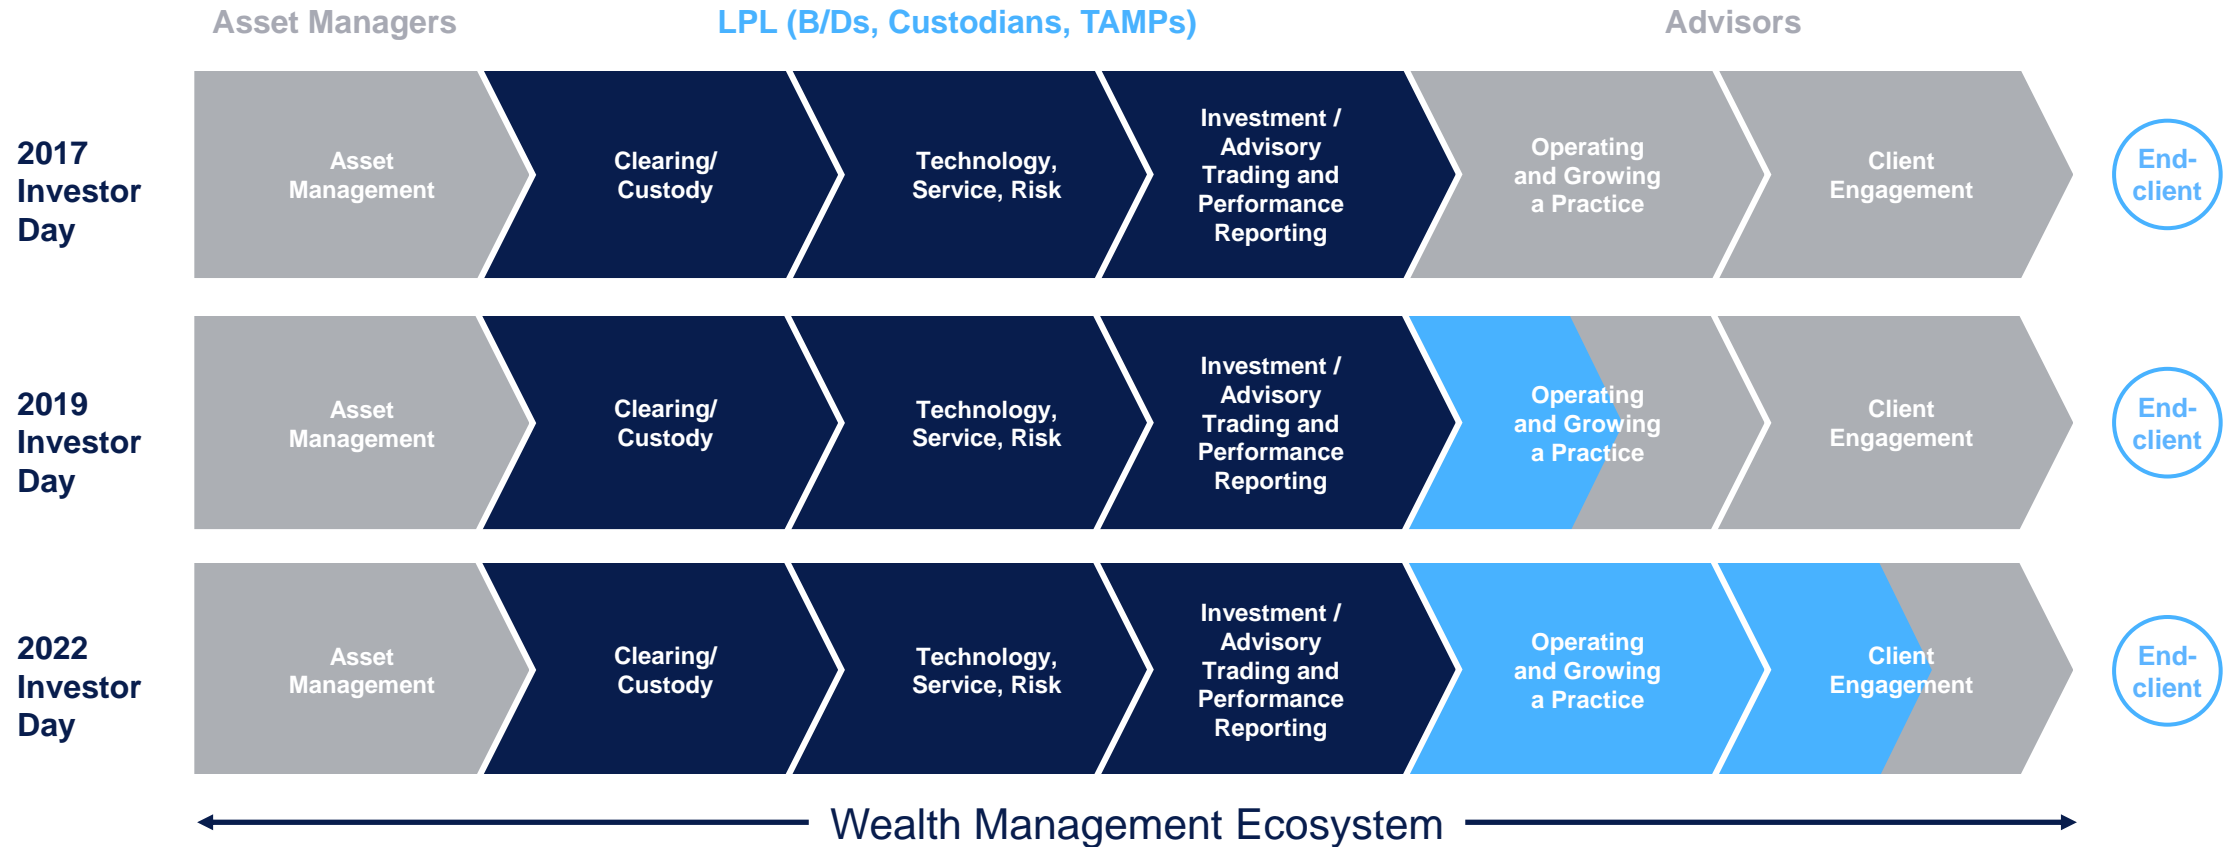 Asset Managers
LPL (B/Ds, Custodians, TAMPs)
Advisors
2017
Investor
Day
Asset
Management
Clearing/
Custody
Technology,
Service, Risk
Investment /
Advisory
Trading and
Performance
Reporting
Operating
and Growing
a Practice
Client
Engagement
End-
client
2019
Investor
Day
Asset
Management
Clearing/
Custody
Technology,
Service, Risk
Investment /
Advisory
Trading and
Performance
Reporting
Operating
and Growing
a Practice
Client
Engagement
End-
client
2022
Investor
Day
Asset
Management
Clearing/
Custody
Technology,
Service, Risk
Investment /
Advisory
Trading and
Performance
Reporting
Operating
and Growing
a Practice
Client
Engagement
End-
client
Wealth Management Ecosystem